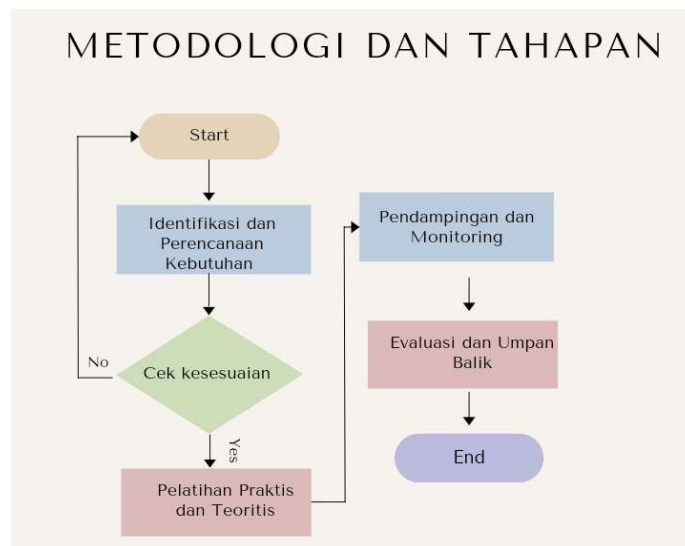 METODOLOGI DAN TAHAPAN
Start
Identifikasi dan
Perencanaan
Kebutuhan
Cek kesesuaian
No
Yes
Pelatihan Praktis
dan Teoritis
Pendampingan dan
Monitoring
Evaluasi dan Umpan
Balik
End